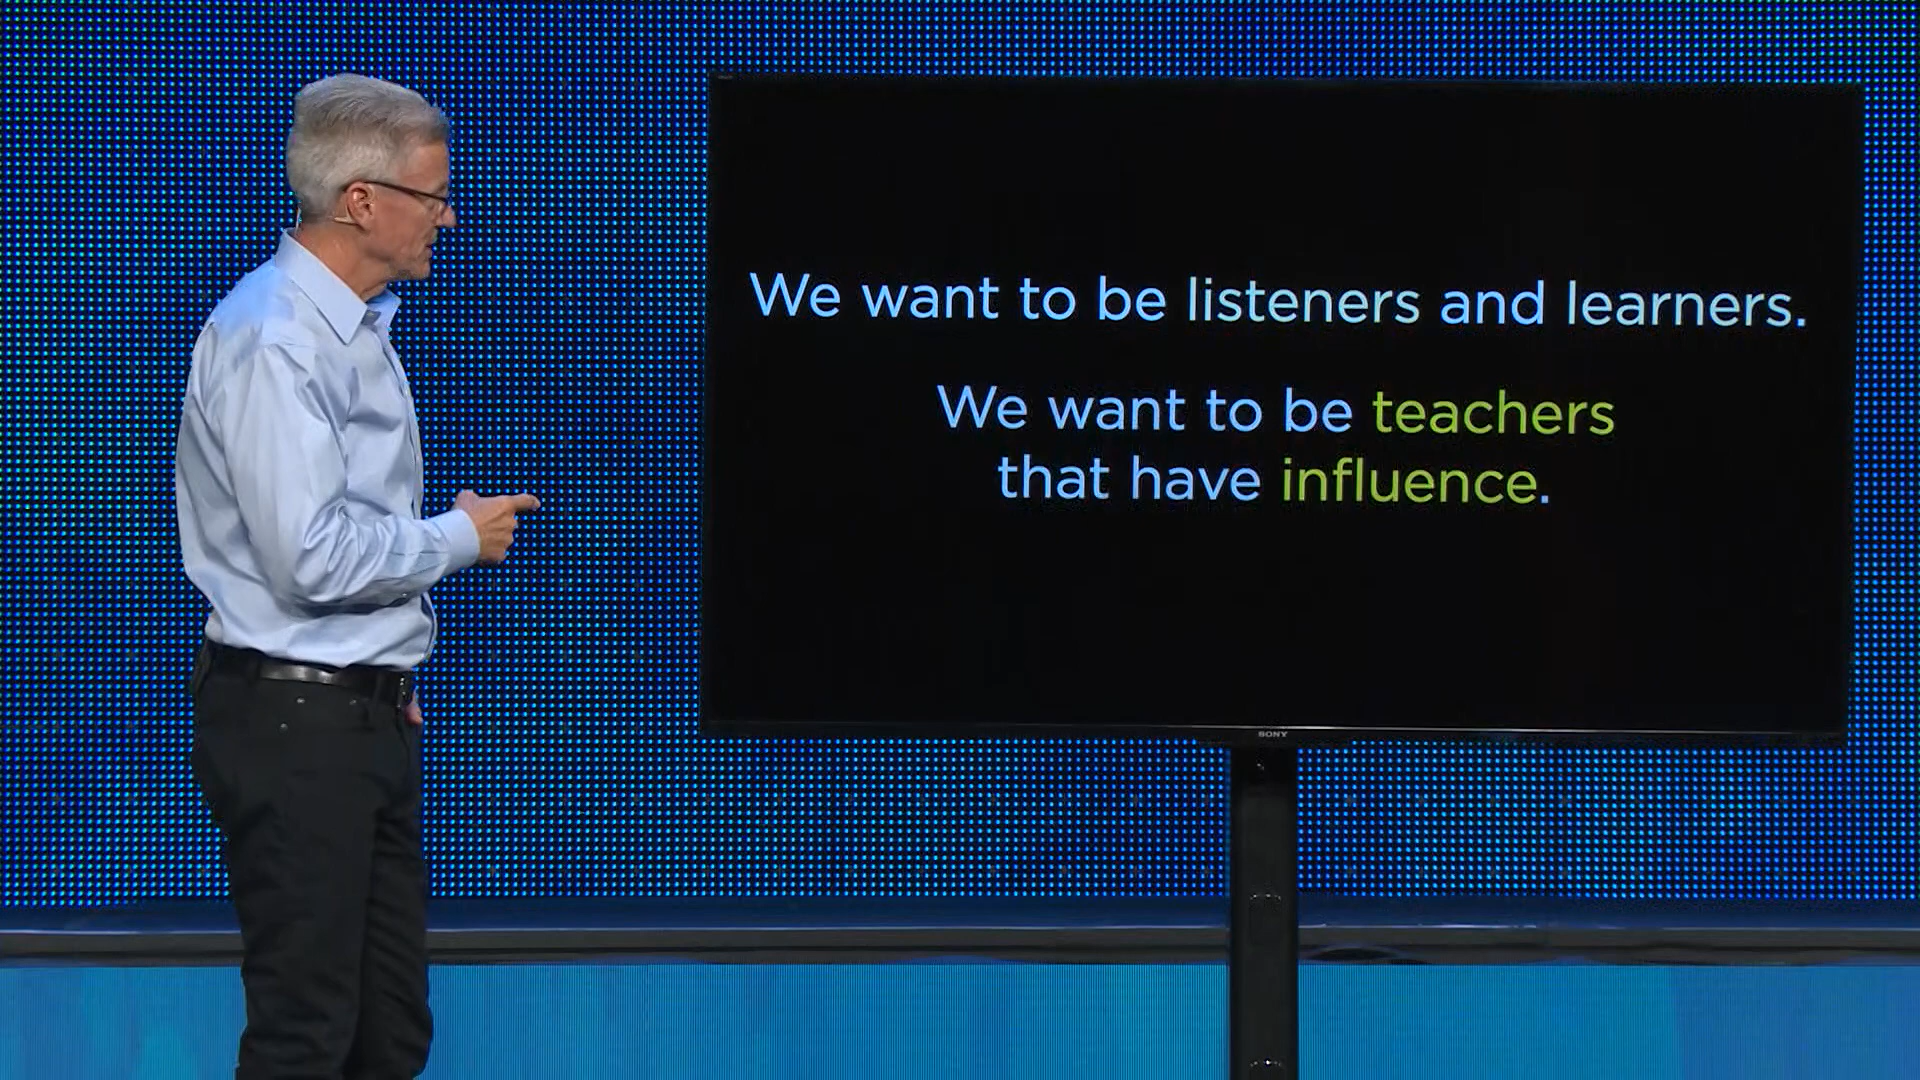 We want to be listeners and learners.
We want to be teachers
that have influence.
SONY